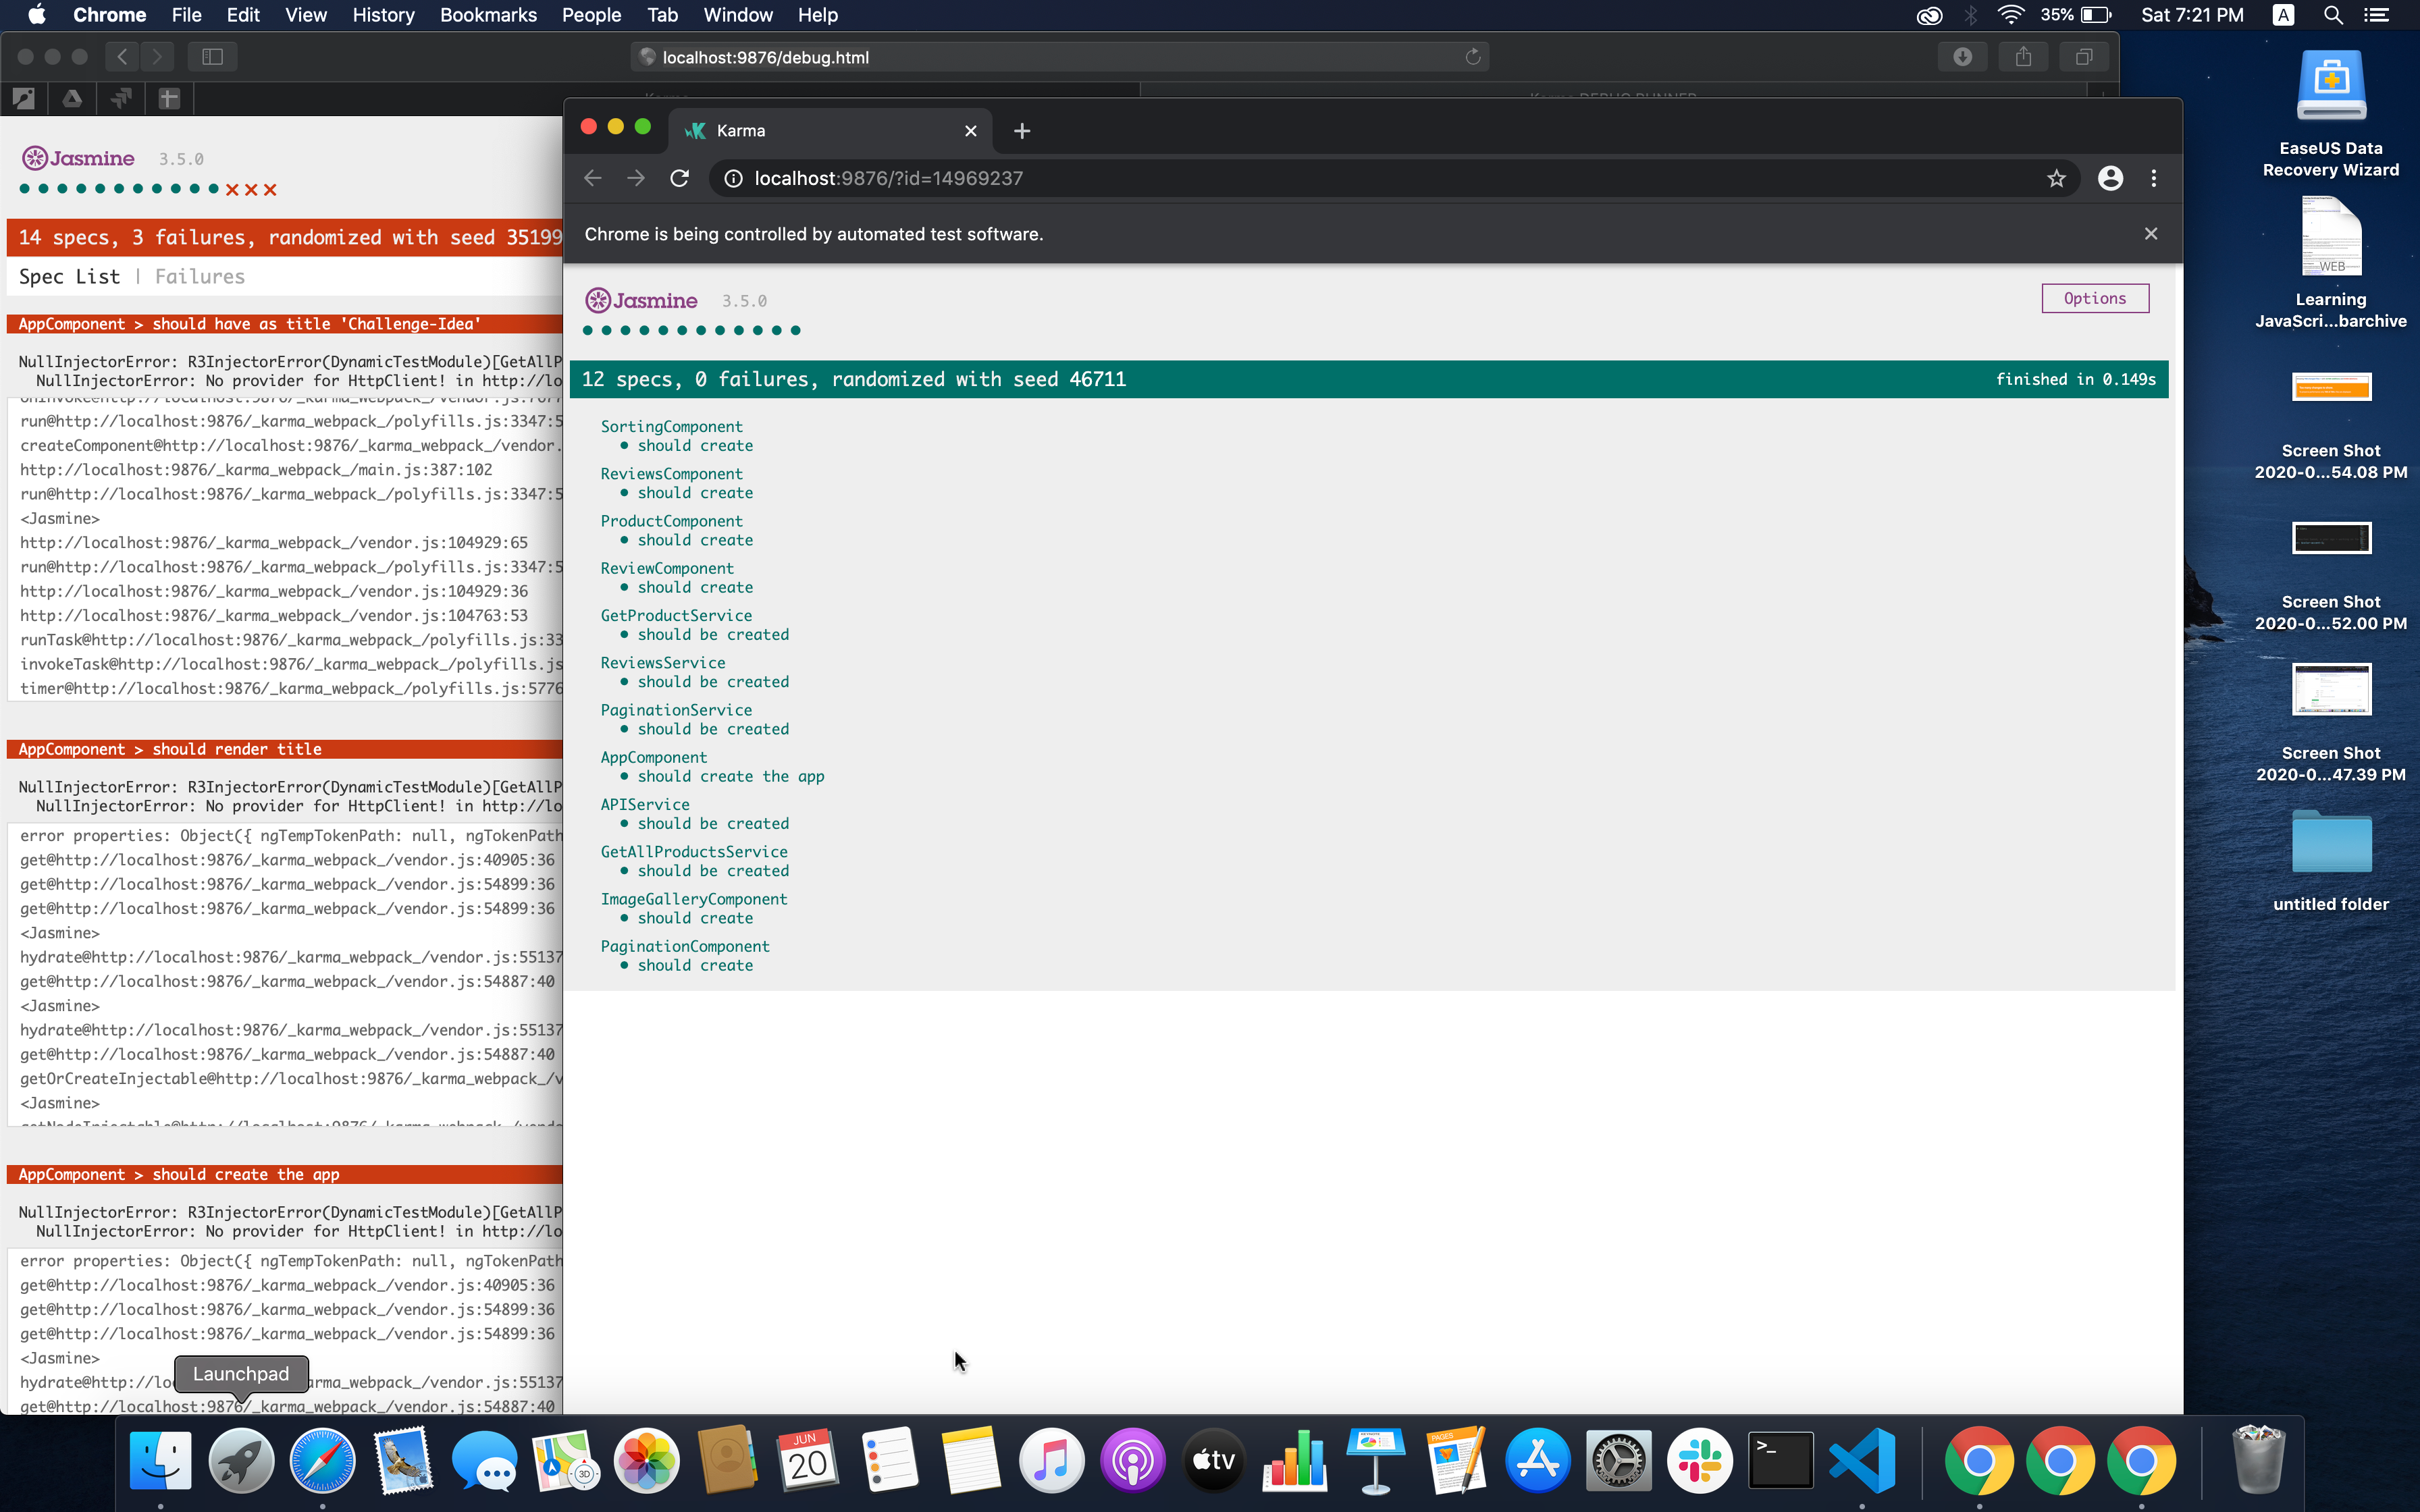 Chrome File Edit View History Bookmarks People Tab Window Help
35% Sat 7:21 PM A
localhost:9876/debug.html
Jasmine 3.5.0
14 specs, 3 failures, randomized with seed 35199
Spec List | Failures
AppComponent > should have as title 'Challenge-Idea'
NullInjectorError: R3InjectorError(DynamicTestModule)[GetAllP
NullInjectorError: No provider for HttpClient! in http://lo
run@http://localhost:9876/_karma_webpack_/polyfills.js:3347:5
createComponent@http://localhost:9876/_karma_webpack_/vendor.
http://localhost:9876/_karma_webpack_/main.js:387:102
run@http://localhost:9876/_karma_webpack_/polyfills.js:3347:5
<Jasmine>
http://localhost:9876/_karma_webpack_/vendor.js:104929:65
run@http://localhost:9876/_karma_webpack_/polyfills.js:3347:5
http://localhost:9876/_karma_webpack_/vendor.js:104929:36
http://localhost:9876/_karma_webpack_/vendor.js:104763:53
runTask@http://localhost:9876/_karma_webpack_/polyfills.js:33
invokeTask@http://localhost:9876/_karma_webpack_/polyfills.js
timer@http://localhost:9876/_karma_webpack_/polyfills.js:5776
AppComponent > should render title
NullInjectorError: R3InjectorError(DynamicTestModule)[GetAllP
NullInjectorError: No provider for HttpClient! in http://lo
error properties: Object({ ngTempTokenPath: null, ngTokenPath
get@http://localhost:9876/_karma_webpack_/vendor.js:40905:36
get@http://localhost:9876/_karma_webpack_/vendor.js:54899:36
get@http://localhost:9876/_karma_webpack_/vendor.js:54899:36
<Jasmine>
hydrate@http://localhost:9876/_karma_webpack_/vendor.js:55137
get@http://localhost:9876/_karma_webpack_/vendor.js:54887:40
<Jasmine>
hydrate@http://localhost:9876/_karma_webpack_/vendor.js:55137
get@http://localhost:9876/_karma_webpack_/vendor.js:54887:40
getOrCreateInjectable@http://localhost:9876/_karma_webpack_/v
<Jasmine>
AppComponent > should create the app
NullInjectorError: R3InjectorError(DynamicTestModule)[GetAllP
NullInjectorError: No provider for HttpClient! in http://lo
error properties: Object({ ngTempTokenPath: null, ngTokenPath
get@http://localhost:9876/_karma_webpack_/vendor.js:40905:36
get@http://localhost:9876/_karma_webpack_/vendor.js:54899:36
get@http://localhost:9876/_karma_webpack_/vendor.js:54899:36
<Jasmine>
hydrate@http://lo arma_webpack_/vendor.js:55137
get@http://localhost:9876/_karma_webpack_/vendor.js:54887:40
Launchpad
Karma
localhost:9876/?id=14969237
Chrome is being controlled by automated test software.
Jasmine 3.5.0
Options
12 specs, 0 failures, randomized with seed 46711
finished in 0.149s
SortingComponent
• should create
ReviewsComponent
• should create
ProductComponent
• should create
ReviewComponent
• should create
GetProductService
• should be created
ReviewsService
• should be created
PaginationService
• should be created
AppComponent
• should create the app
APIService
• should be created
GetAllProductsService
• should be created
ImageGalleryComponent
• should create
PaginationComponent
• should create
EaseUS Data
Recovery Wizard
WEB
Learning
JavaScri...barchive
Screen Shot
2020-0...54.08 PM
Screen Shot
2020-0...52.00 PM
Screen Shot
2020-0...47.39 PM
untitled folder
3D
JUN
20
tv
PAGES
>_